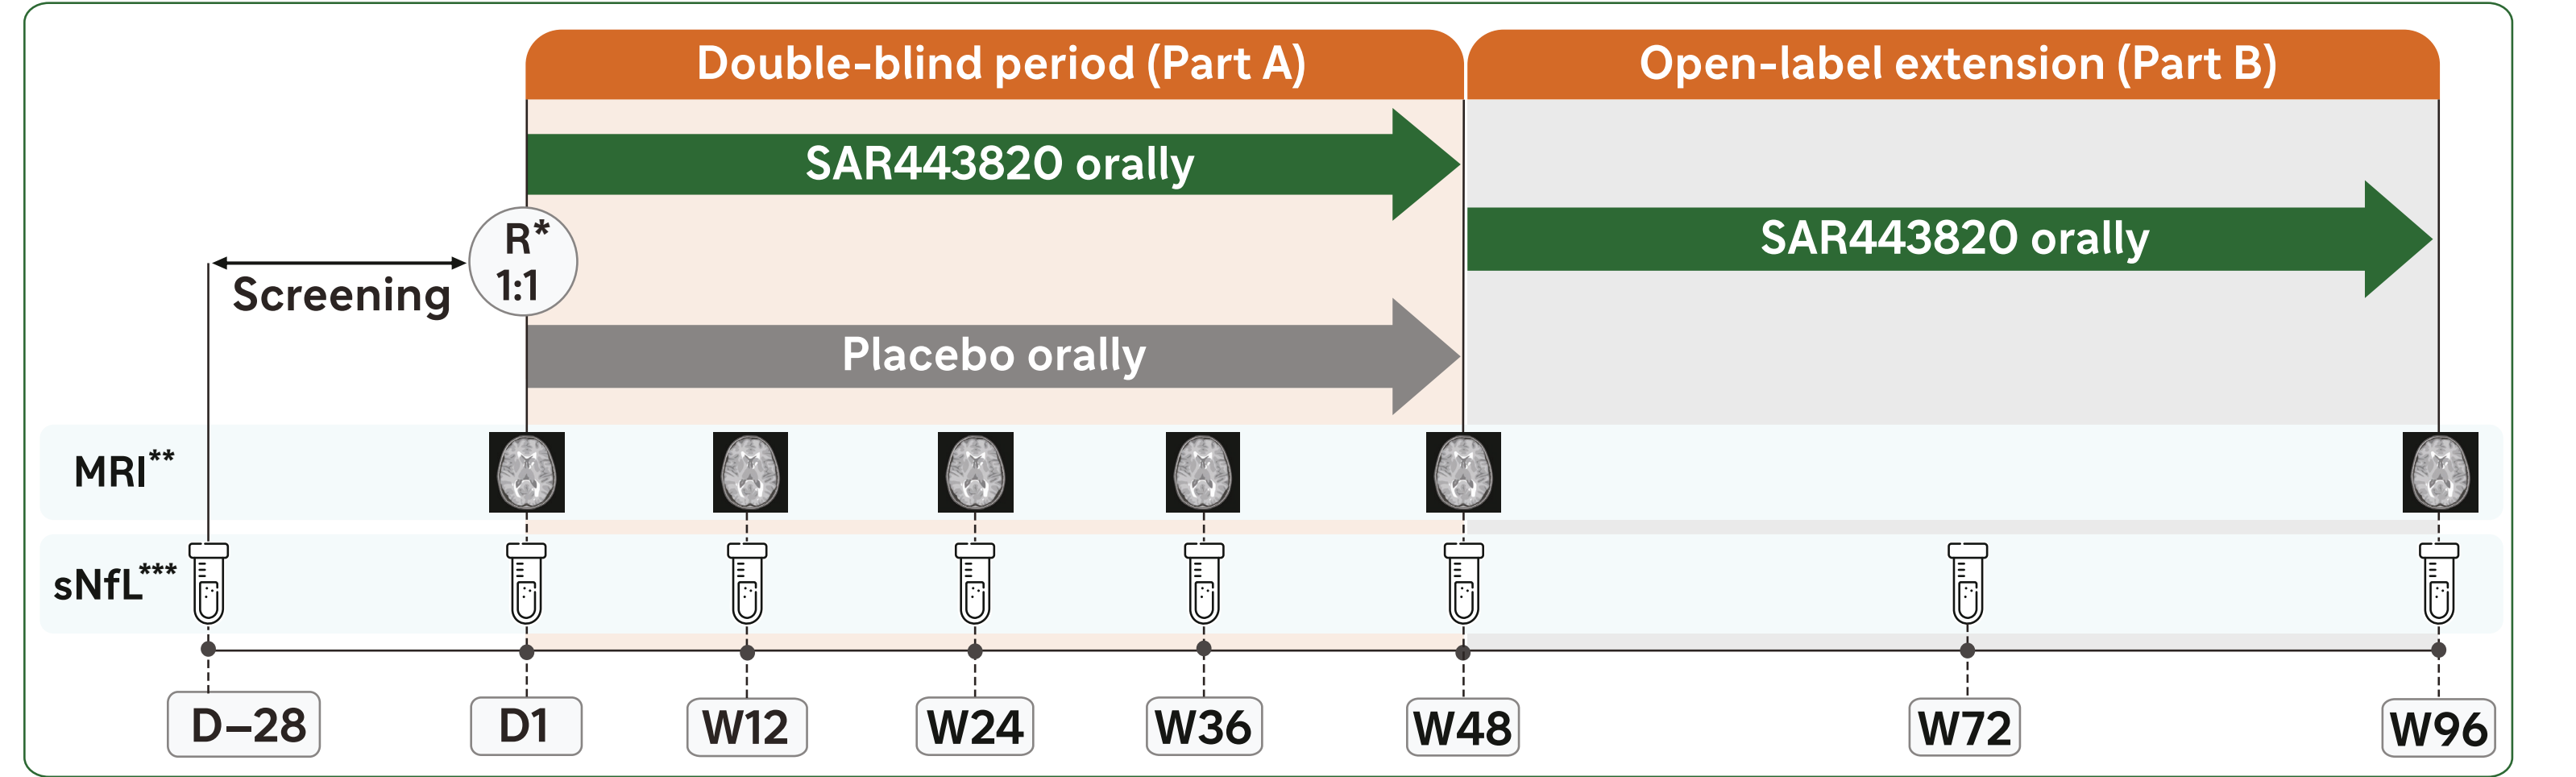 Double-blind period (Part A)
Open-label extension (Part B)
SAR443820 orally
SAR443820 orally
R*
1:1
Screening
Placebo orally
MRI**
sNfL***
D–28
D1
W12
W24
W36
W48
W72
W96